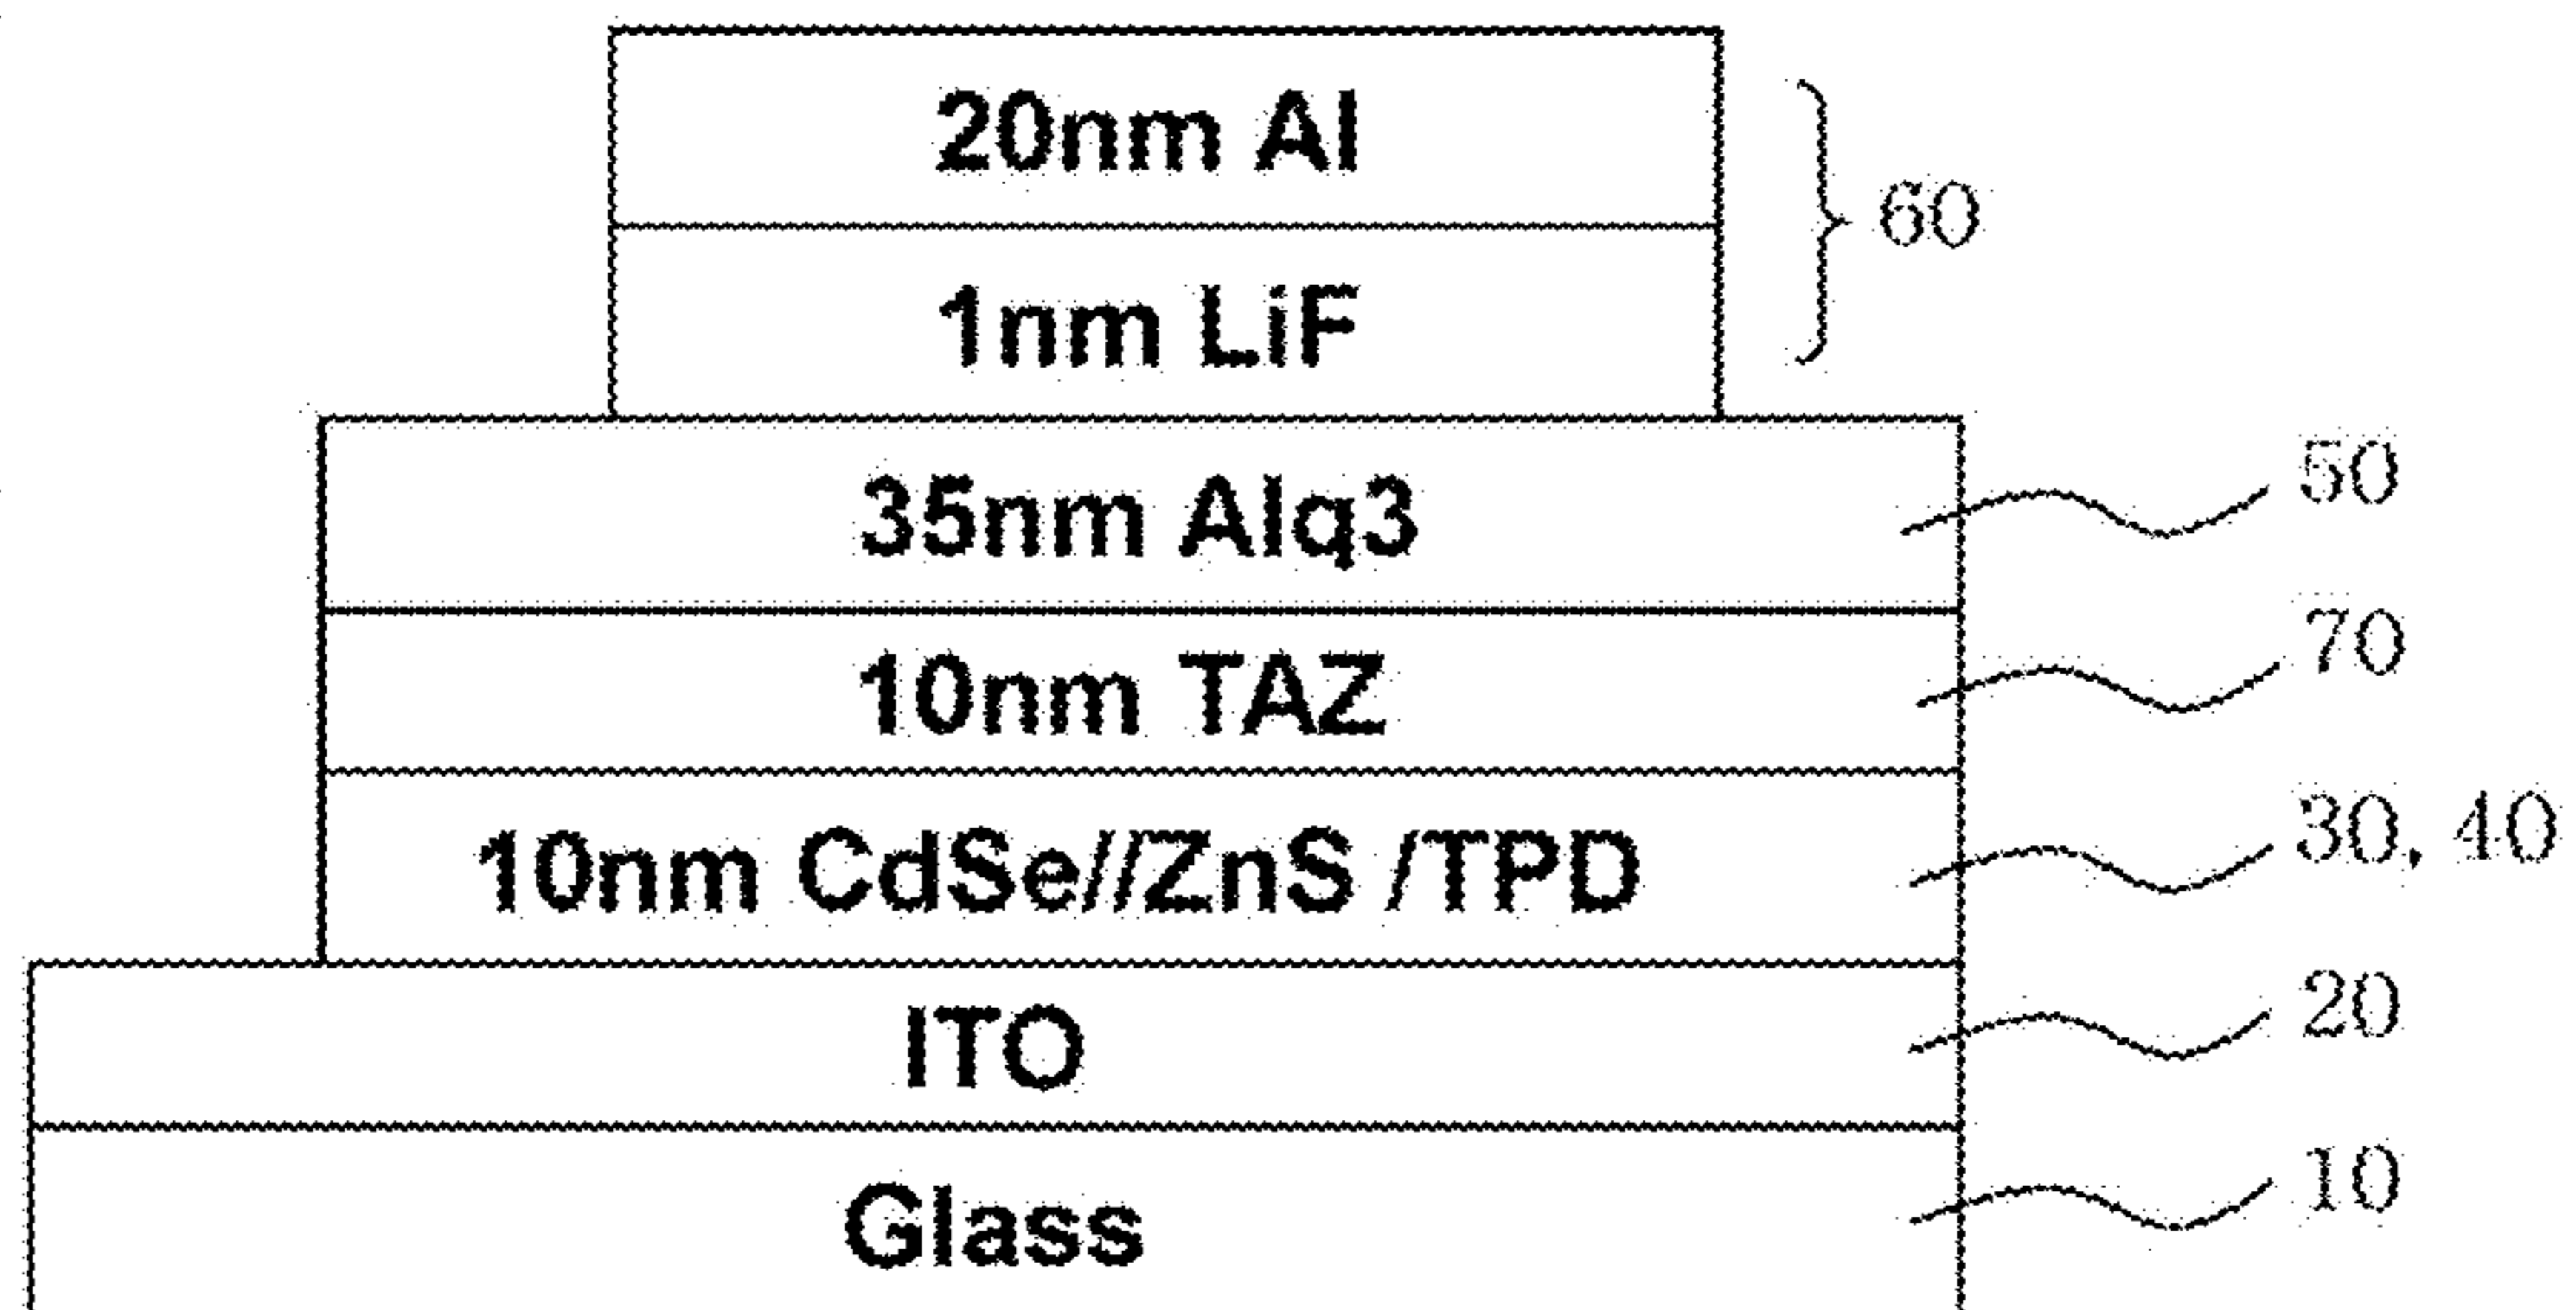 20nm Al
60
1nm LiF
35nm Alq3
50
10nm TAZ
70
10nm CdSe//ZnS /TPD
30, 40
ITO
20
Glass
10